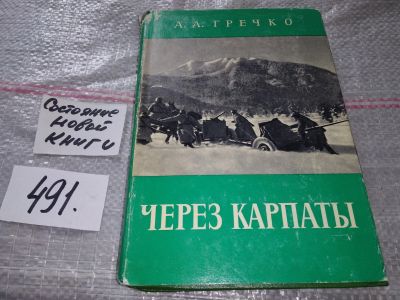 А. А. ГРЕЧКО
ЧЕРЕЗ КАРПАТЫ
Состояние
новой
книги
491.